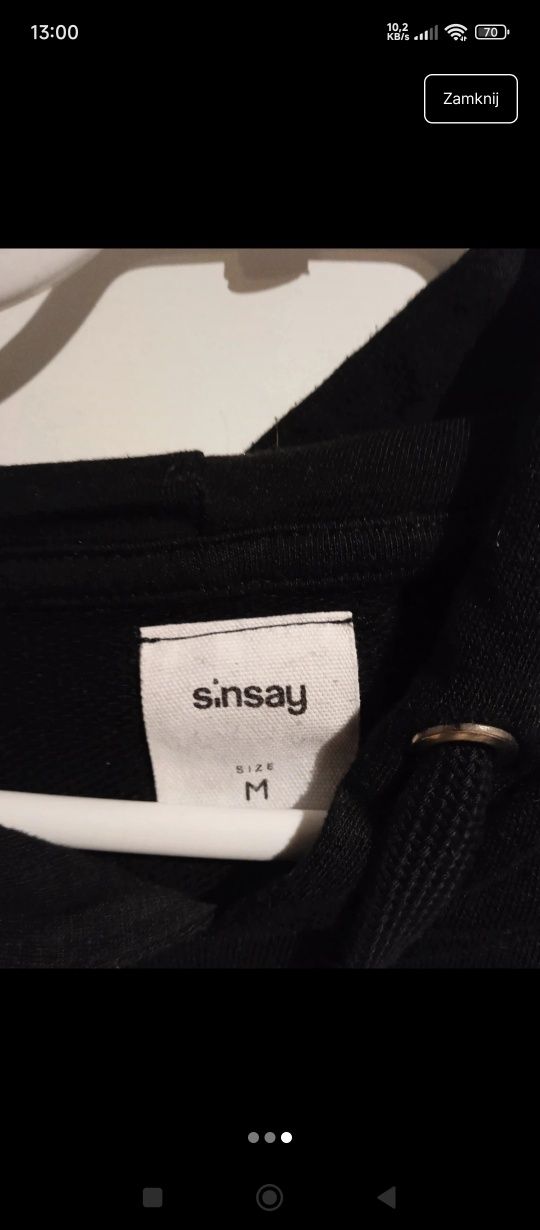 13:00
10,2
KB/s
70
Zamknij
sinsay
SIZE
M